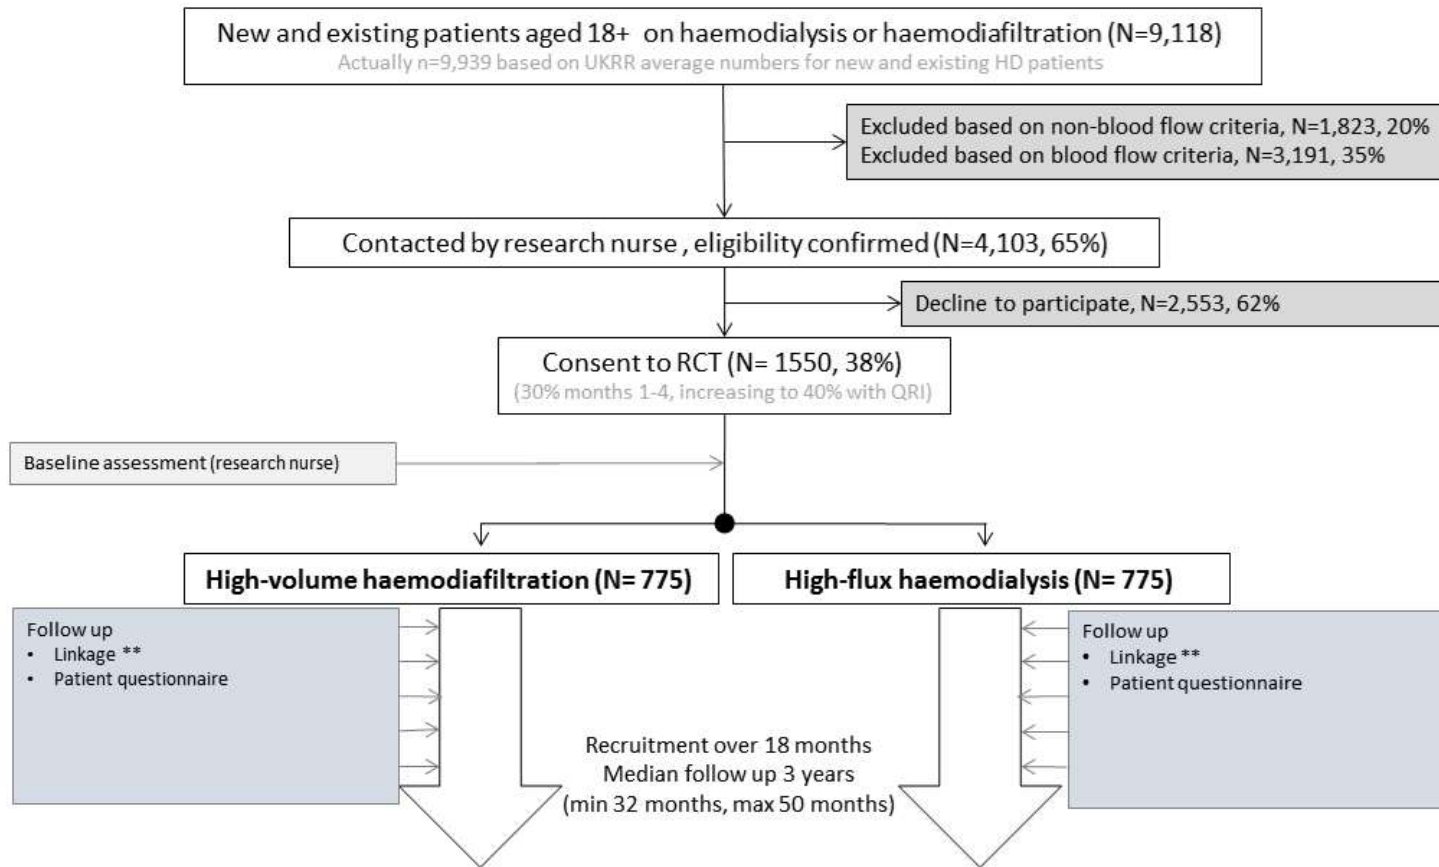 New and existing patients aged 18+ on haemodialysis or haemodiafiltration (N=9,118)
Actually n=9,939 based on UKRR average numbers for new and existing HD patients
Excluded based on non-blood flow criteria, N=1,823, 20%
Excluded based on blood flow criteria, N=3,191, 35%
Contacted by research nurse , eligibility confirmed (N=4,103, 65%)
Decline to participate, N=2,553, 62%
Consent to RCT (N= 1550, 38%)
(30% months 1-4, increasing to 40% with QRI)
Baseline assessment (research nurse)
High-volume haemodiafiltration (N= 775)
High-flux haemodialysis (N= 775)
Follow up
• Linkage **
• Patient questionnaire
Follow up
• Linkage **
• Patient questionnaire
Recruitment over 18 months
Median follow up 3 years
(min 32 months, max 50 months)